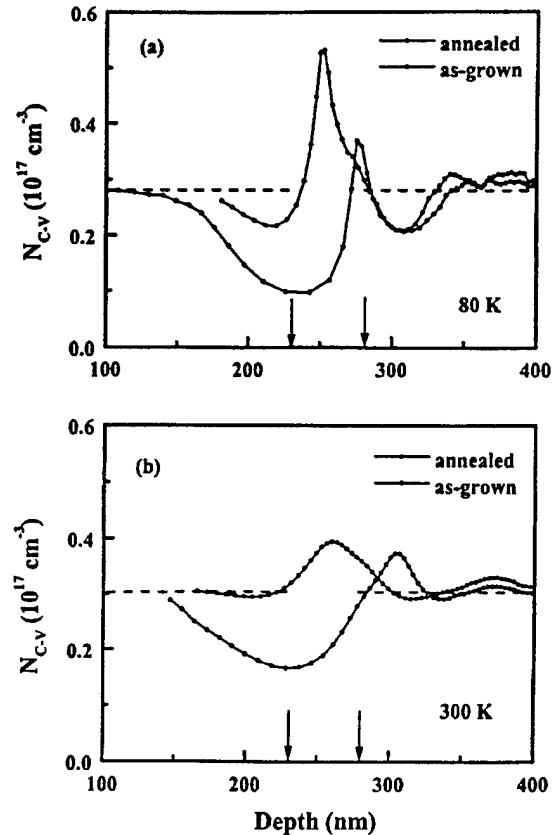 0.6
(a)
annealed
as-grown
0.4
N_C-V (10^17 cm^-3)
0.2
80 K
0.0
100
200
300
400
0.6
(b)
annealed
as-grown
0.4
N_C-V (10^17 cm^-3)
0.2
300 K
0.0
100
200
300
400
Depth (nm)